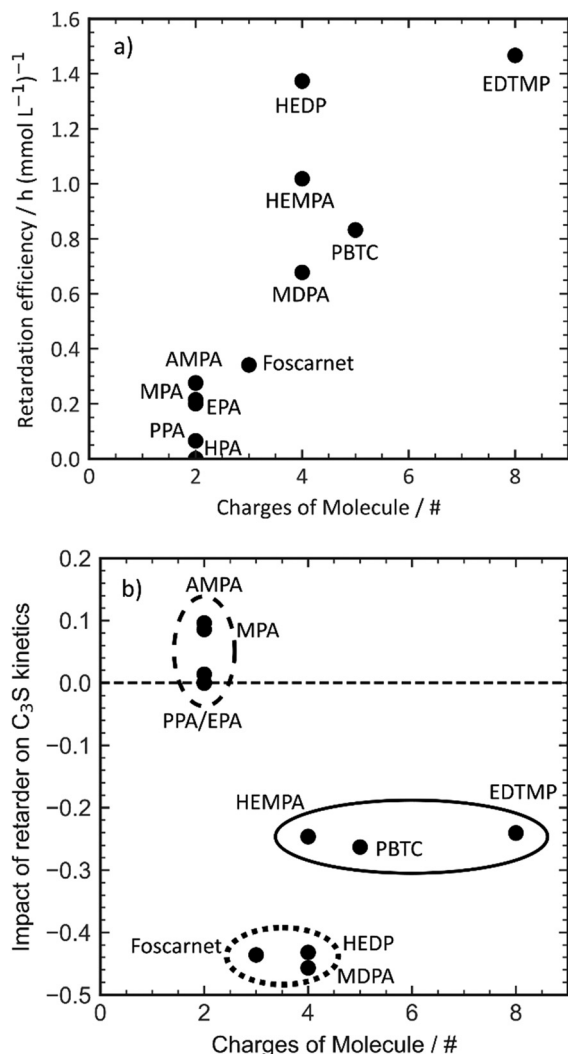 a)
Retardation efficiency / h (mmol L⁻¹)⁻¹
1.6
1.4
1.2
1.0
0.8
0.6
0.4
0.2
0.0
HEDP
EDTMP
HEMPA
PBTC
MDPA
AMPA
Foscarnet
MPA
EPA
PPA
HPA
0 2 4 6 8
Charges of Molecule / #
b)
Impact of retarder on C₃S kinetics
0.2
0.1
0.0
−0.1
−0.2
−0.3
−0.4
−0.5
AMPA
MPA
PPA/EPA
HEMPA
EDTMP
PBTC
Foscarnet
HEDP
MDPA
0 2 4 6 8
Charges of Molecule / #